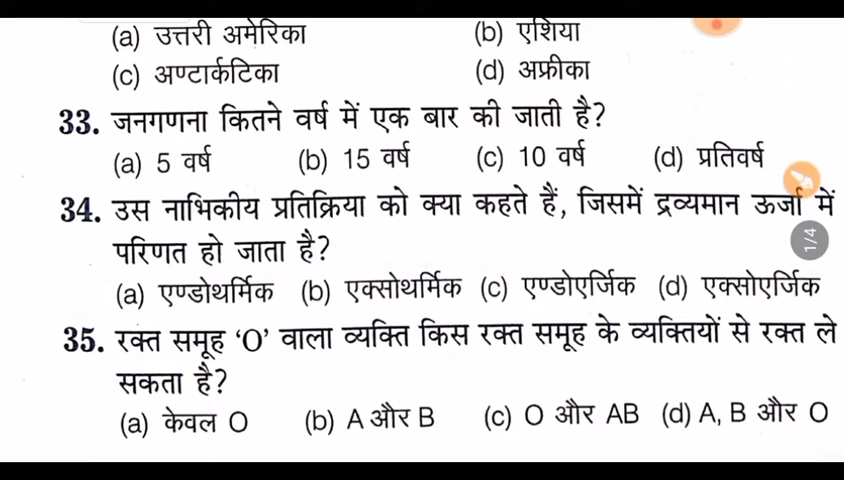 (a) उत्तरी अमेरिका (b) एशिया
(c) अण्टार्कटिका (d) अफ्रीका
33. जनगणना कितने वर्ष में एक बार की जाती है?
(a) 5 वर्ष (b) 15 वर्ष (c) 10 वर्ष (d) प्रतिवर्ष
34. उस नाभिकीय प्रतिक्रिया को क्या कहते हैं, जिसमें द्रव्यमान ऊर्जा में
1/4
परिणत हो जाता है?
(a) एण्डोथर्मिक (b) एक्सोथर्मिक (c) एण्डोएर्जिक (d) एक्सोएर्जिक
35. रक्त समूह ‘O’ वाला व्यक्ति किस रक्त समूह के व्यक्तियों से रक्त ले
सकता है?
(a) केवल O (b) A और B (c) O और AB (d) A, B और O